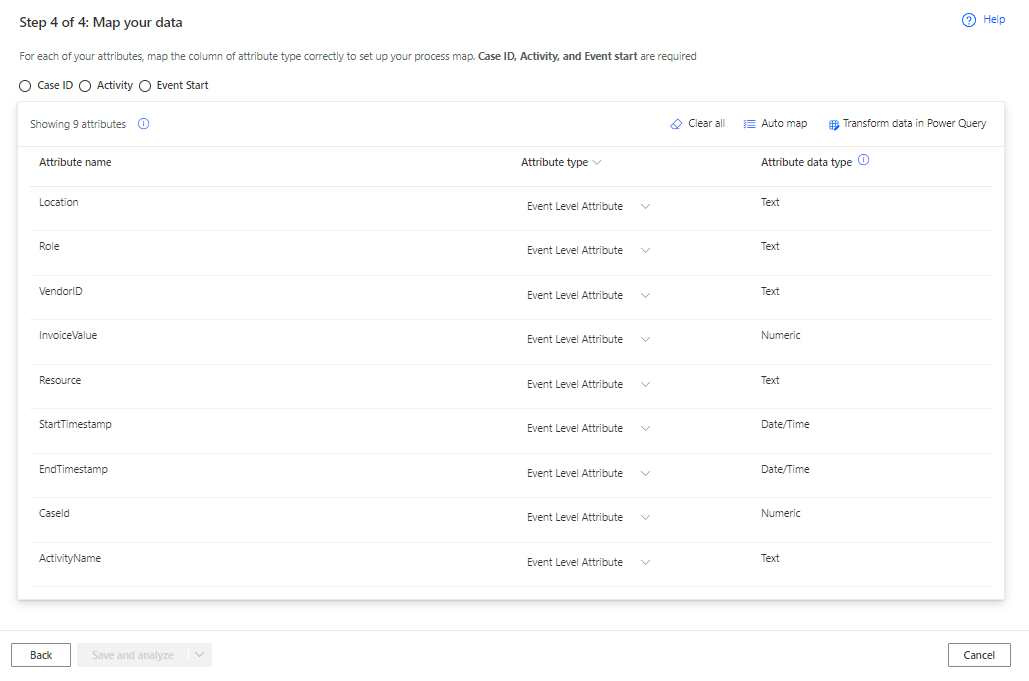 Step 4 of 4: Map your data
Help
For each of your attributes, map the column of attribute type correctly to set up your process map. Case ID, Activity, and Event start are required
Case ID Activity Event Start
Showing 9 attributes Clear all Auto map Transform data in Power Query
Attribute name Attribute type Attribute data type
Location Event Level Attribute Text
Role Event Level Attribute Text
VendorID Event Level Attribute Text
InvoiceValue Event Level Attribute Numeric
Resource Event Level Attribute Text
StartTimestamp Event Level Attribute Date/Time
EndTimestamp Event Level Attribute Date/Time
CaseId Event Level Attribute Numeric
ActivityName Event Level Attribute Text
Back Save and analyze Cancel